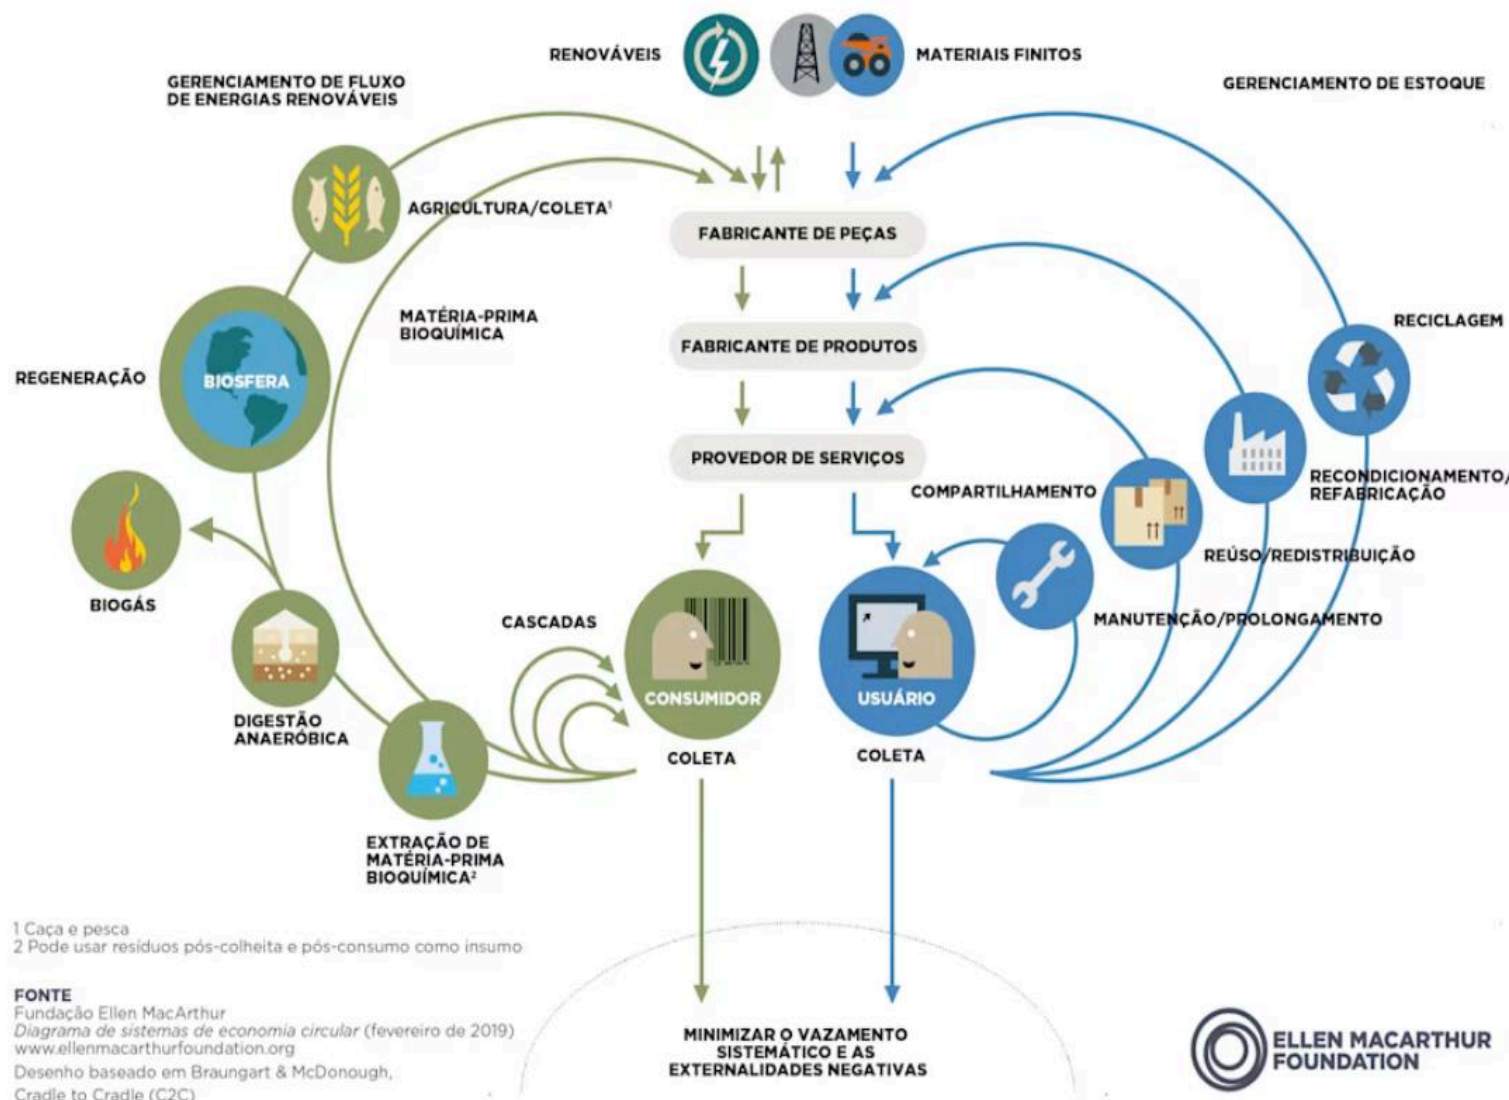 RENOVÁVEIS
MATERIAIS FINITOS
GERENCIAMENTO DE FLUXO
DE ENERGIAS RENOVÁVEIS
GERENCIAMENTO DE ESTOQUE
AGRICULTURA/COLETA¹
FABRICANTE DE PEÇAS
MATÉRIA-PRIMA
BIOQUÍMICA
RECICLAGEM
FABRICANTE DE PRODUTOS
REGENERAÇÃO
BIOSFERA
PROVEDOR DE SERVIÇOS
COMPARTILHAMENTO
RECONDICIONAMENTO/
REFABRICAÇÃO
REÚSO/REDISTRIBUIÇÃO
BIOGÁS
CASCADAS
MANUTENÇÃO/PROLONGAMENTO
CONSUMIDOR
USUÁRIO
DIGESTÃO
ANAERÓBICA
COLETA
COLETA
EXTRAÇÃO DE
MATÉRIA-PRIMA
BIOQUÍMICA²
1 Caça e pesca
2 Pode usar resíduos pós-colheita e pós-consumo como insumo
FONTE
Fundação Ellen MacArthur
Diagrama de sistemas de economia circular (fevereiro de 2019)
www.ellenmacarthurfoundation.org
Desenho baseado em Braungart & McDonough,
Cradle to Cradle (C2C)
MINIMIZAR O VAZAMENTO
SISTEMÁTICO E AS
EXTERNALIDADES NEGATIVAS
ELLEN MACARTHUR
FOUNDATION